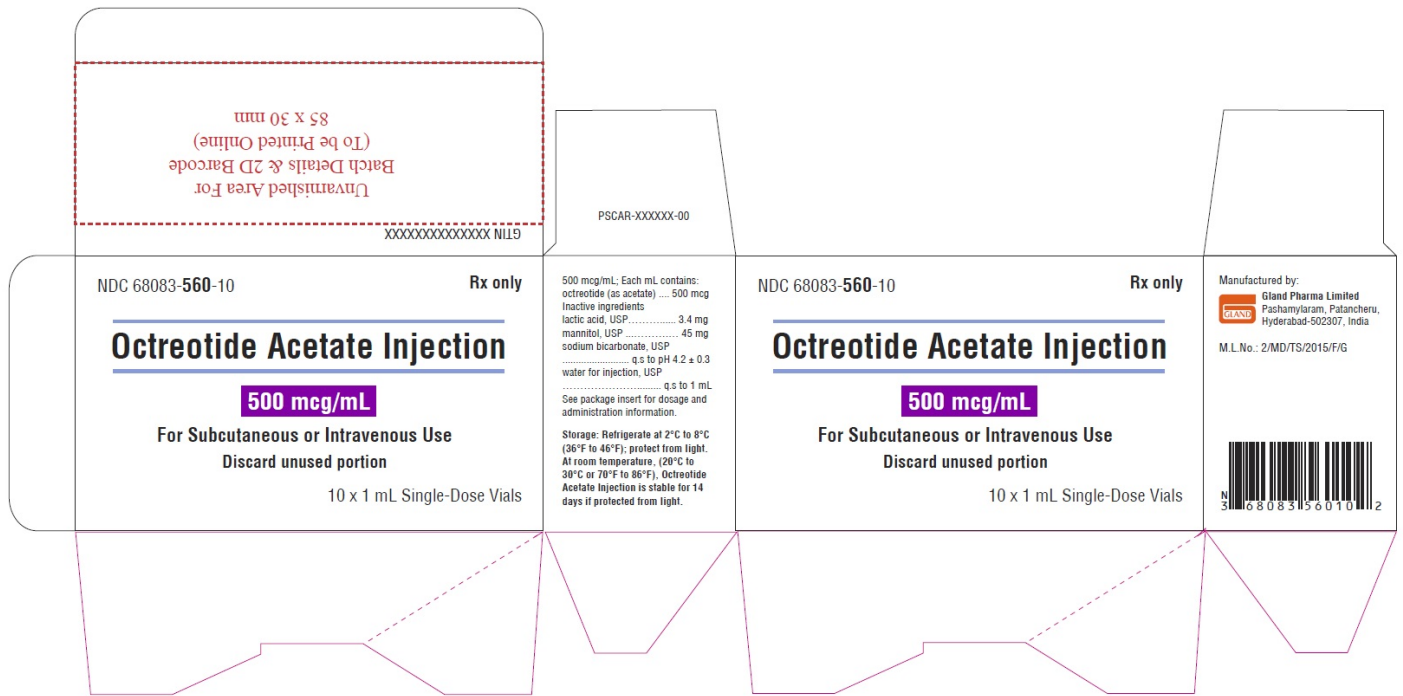 Unvarnished Area For
Batch Details & 2D Barcode
(To be Printed Online)
85 x 30 mm
GTIN XXXXXXXXXXXXXX
NDC 68083-560-10
Rx only
Octreotide Acetate Injection
500 mcg/mL
For Subcutaneous or Intravenous Use
Discard unused portion
10 x 1 mL Single-Dose Vials
PSCAR-XXXXXX-00
500 mcg/mL; Each mL contains:
octreotide (as acetate) .... 500 mcg
Inactive ingredients
lactic acid, USP............... 3.4 mg
mannitol, USP ................ 45 mg
sodium bicarbonate, USP
......................... q.s to pH 4.2 ± 0.3
water for injection, USP
............................. q.s to 1 mL
See package insert for dosage and
administration information.
Storage: Refrigerate at 2°C to 8°C
(36°F to 46°F); protect from light.
At room temperature, (20°C to
30°C or 70°F to 86°F), Octreotide
Acetate Injection is stable for 14
days if protected from light.
NDC 68083-560-10
Rx only
Octreotide Acetate Injection
500 mcg/mL
For Subcutaneous or Intravenous Use
Discard unused portion
10 x 1 mL Single-Dose Vials
Manufactured by:
GLAND
Gland Pharma Limited
Pashamylaram, Patancheru,
Hyderabad-502307, India
M.L.No.: 2/MD/TS/2015/F/G
N
3 68083 56010 2